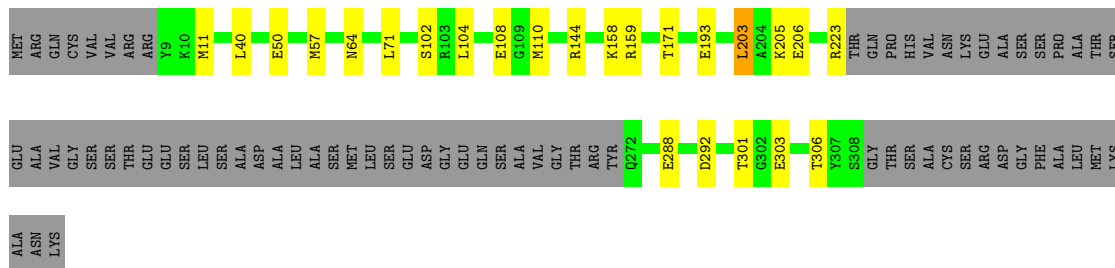 MET ARG GLN CYS VAL VAL ARG ARG Y9 K10 M11 L40 E50 M57 N64 L71 S102 R103 L104 E108 G109 M110 R144 K158 R159 T171 E193 L203 A204 K205 E206 R223 THR GLN PRO HIS VAL ASN LYS GLU ALA SER SER PRO ALA THR SER
GLU ALA VAL GLY SER SER THR GLU GLU SER LEU SER ALA ASP ALA LEU ALA SER MET LEU SER GLU ASP GLY GLU GLN SER ALA VAL GLY THR ARG TYR Q272 E288 D292 T301 G302 E303 T306 Y307 S308 GLY THR SER ALA CYS SER ARG ASP GLY PHE ALA LEU MET LYS
ALA ASN LYS